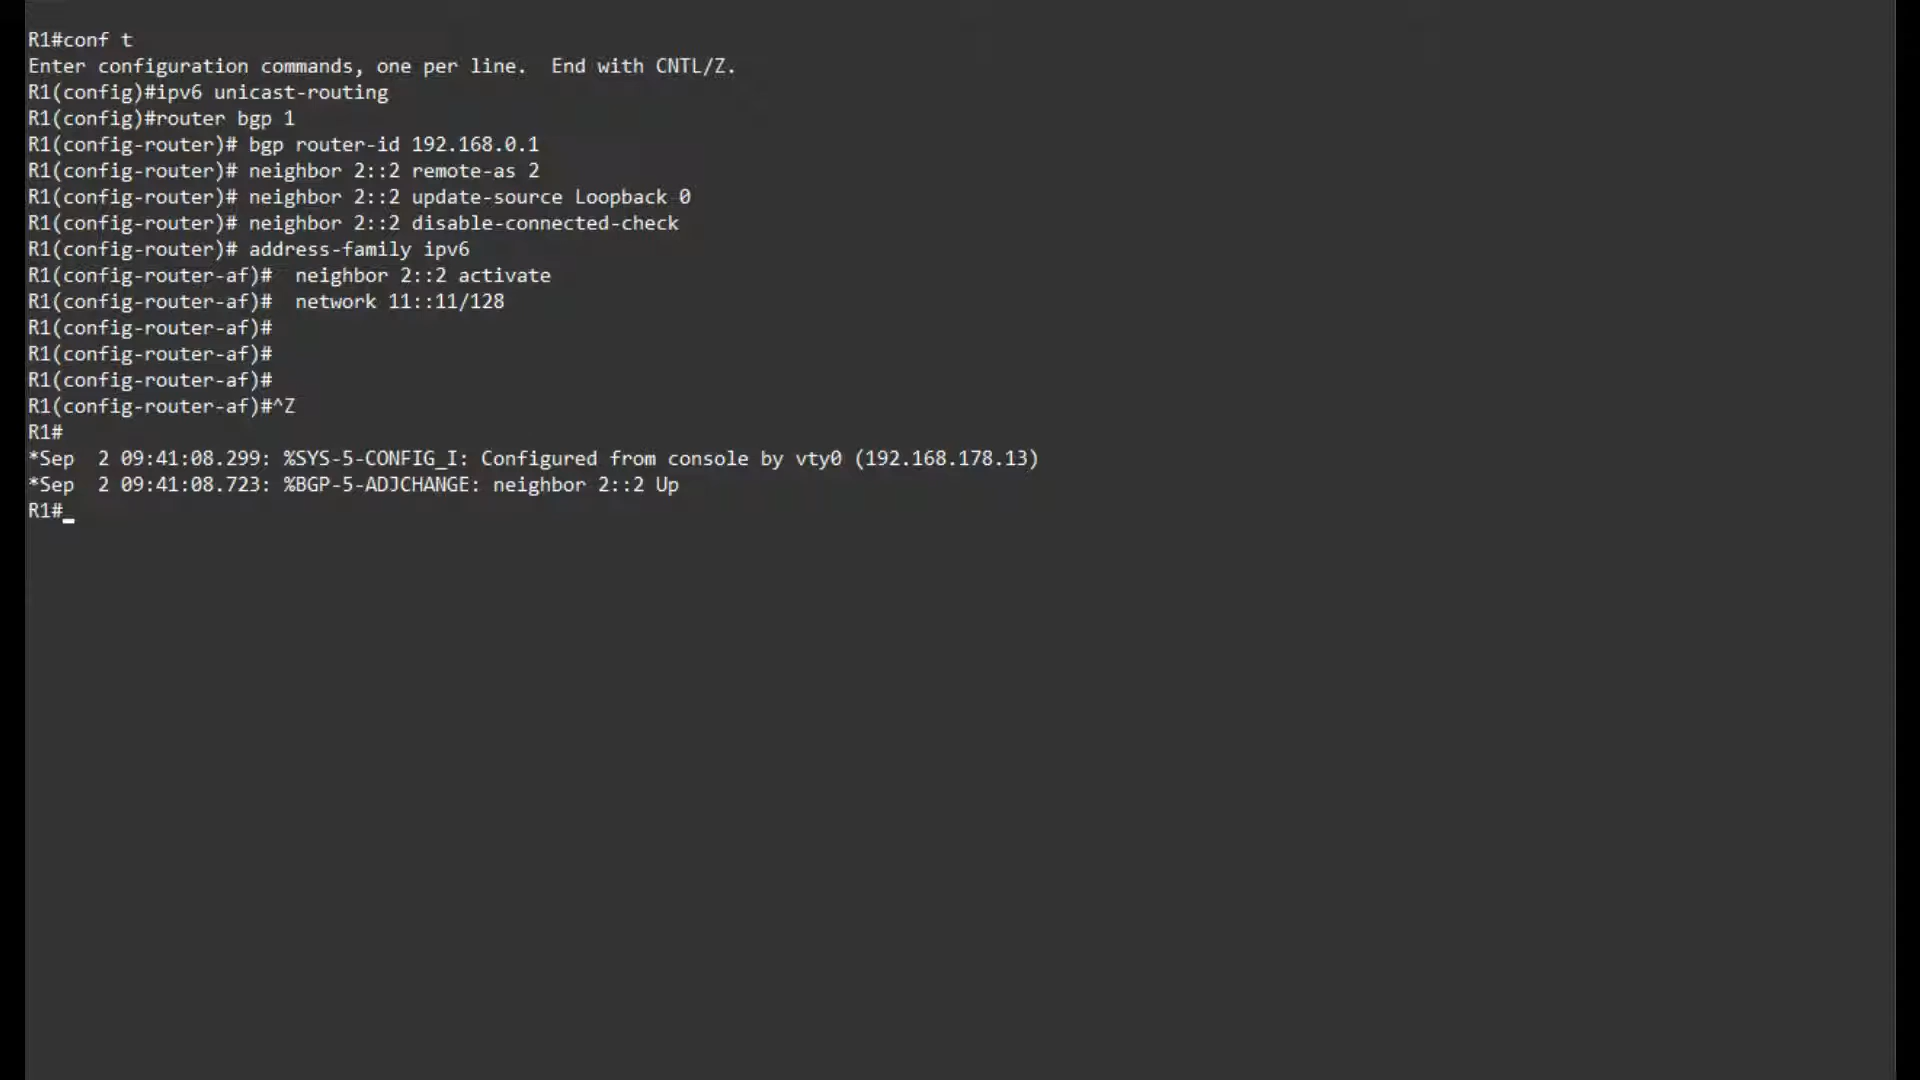 R1#conf t
Enter configuration commands, one per line.  End with CNTL/Z.
R1(config)#ipv6 unicast-routing
R1(config)#router bgp 1
R1(config-router)# bgp router-id 192.168.0.1
R1(config-router)# neighbor 2::2 remote-as 2
R1(config-router)# neighbor 2::2 update-source Loopback 0
R1(config-router)# neighbor 2::2 disable-connected-check
R1(config-router)# address-family ipv6
R1(config-router-af)#  neighbor 2::2 activate
R1(config-router-af)#  network 11::11/128
R1(config-router-af)#
R1(config-router-af)#
R1(config-router-af)#
R1(config-router-af)#^Z
R1#
*Sep  2 09:41:08.299: %SYS-5-CONFIG_I: Configured from console by vty0 (192.168.178.13)
*Sep  2 09:41:08.723: %BGP-5-ADJCHANGE: neighbor 2::2 Up
R1#